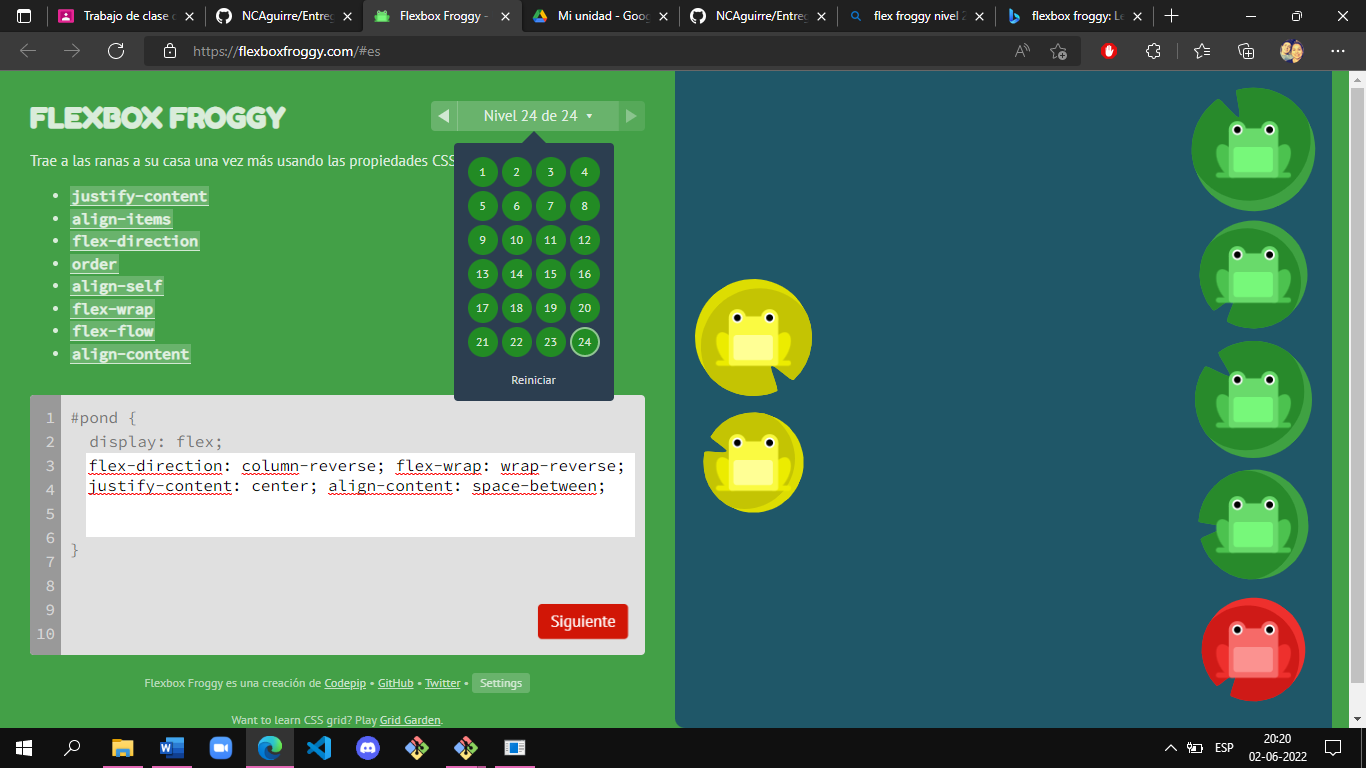 Trabajo de clase c
NCAguirre/Entreg
Flexbox Froggy -
Mi unidad - Goog
NCAguirre/Entreg
flex froggy nivel 2
flexbox froggy: Le
https://flexboxfroggy.com/#es
FLEXBOX FROGGY
Nivel 24 de 24
Trae a las ranas a su casa una vez más usando las propiedades CSS
1 2 3 4
5 6 7 8
9 10 11 12
13 14 15 16
17 18 19 20
21 22 23 24
Reiniciar
• justify-content
• align-items
• flex-direction
• order
• align-self
• flex-wrap
• flex-flow
• align-content
1 #pond {
2 display: flex;
3 flex-direction: column-reverse; flex-wrap: wrap-reverse;
4 justify-content: center; align-content: space-between;
5
6 }
7
8
9
10
Siguiente
Flexbox Froggy es una creación de Codepip • GitHub • Twitter • Settings
Want to learn CSS grid? Play Grid Garden.
ESP
20:20
02-06-2022